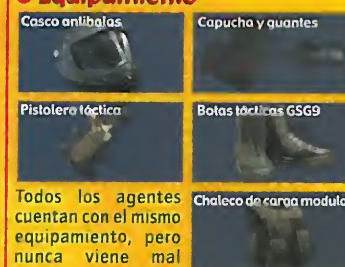 Equipamiento
Casco antibalas
Capucha y guantes
Pistolera táctica
Botas tácticas GSG9
Todos los agentes
cuentan con el mismo
equipamiento, pero
nunca viene mal
Chaleco de carga modula